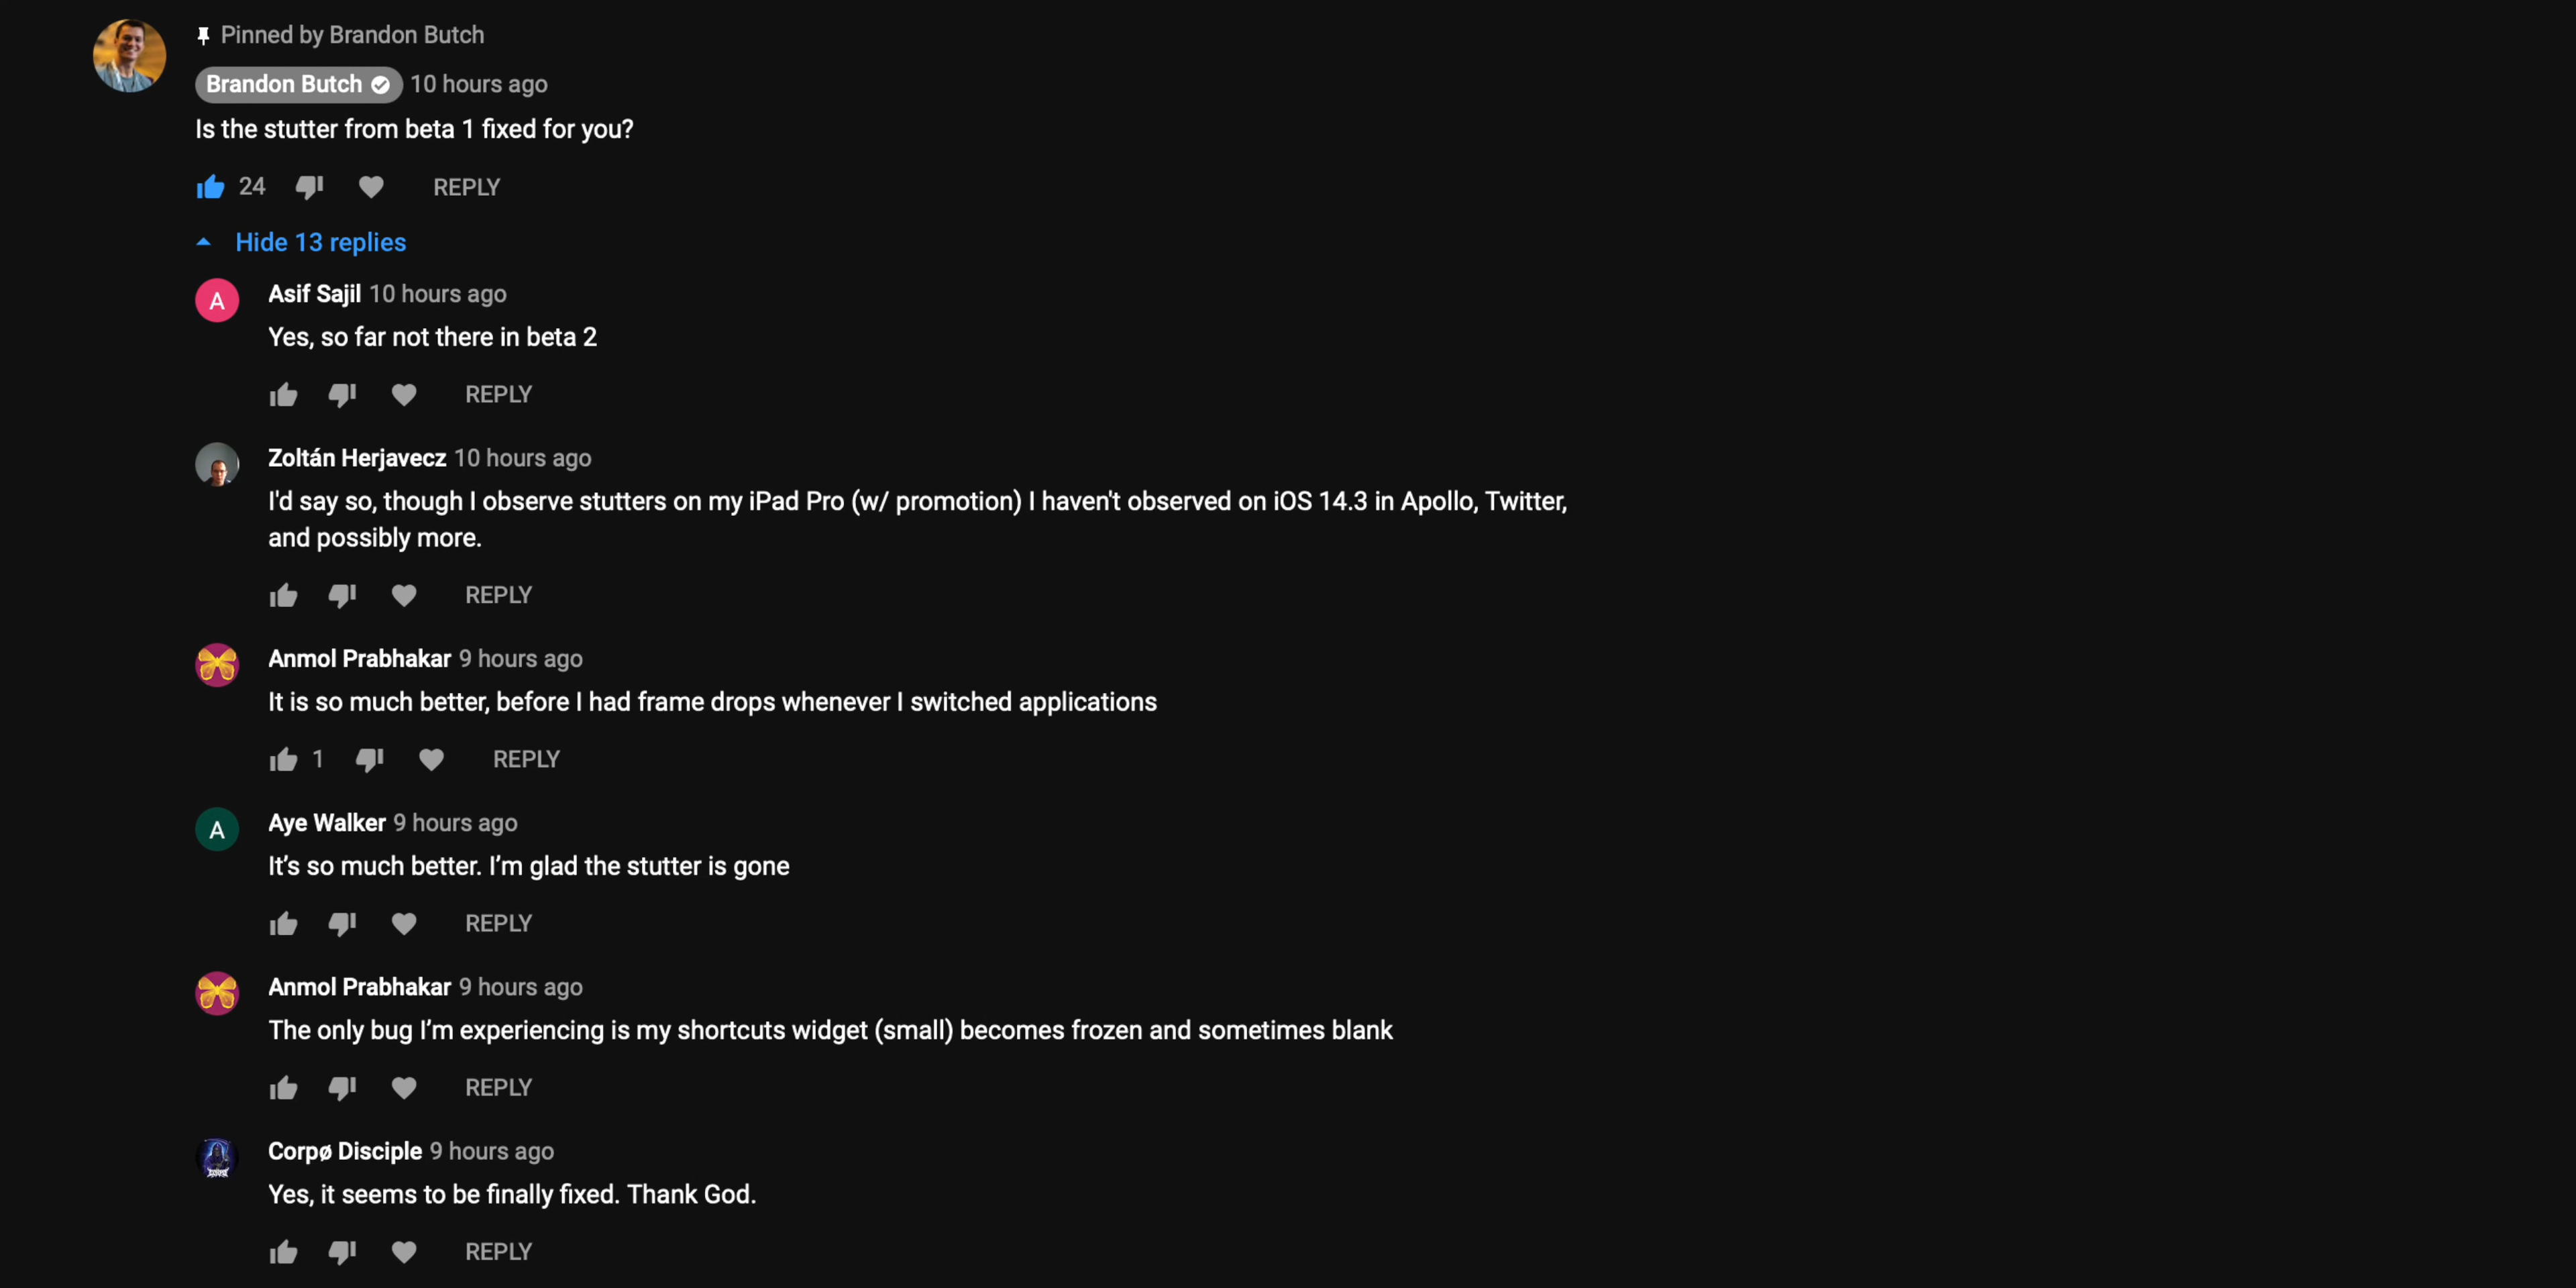 Pinned by Brandon Butch
Brandon Butch 10 hours ago
Is the stutter from beta 1 fixed for you?
24 REPLY
Hide 13 replies
A
Asif Sajil 10 hours ago
Yes, so far not there in beta 2
REPLY
Zoltán Herjavecz 10 hours ago
I'd say so, though I observe stutters on my iPad Pro (w/ promotion) I haven't observed on iOS 14.3 in Apollo, Twitter,
and possibly more.
REPLY
Anmol Prabhakar 9 hours ago
It is so much better, before I had frame drops whenever I switched applications
1 REPLY
A
Aye Walker 9 hours ago
It’s so much better. I’m glad the stutter is gone
REPLY
Anmol Prabhakar 9 hours ago
The only bug I’m experiencing is my shortcuts widget (small) becomes frozen and sometimes blank
REPLY
Corpø Disciple 9 hours ago
Yes, it seems to be finally fixed. Thank God.
REPLY